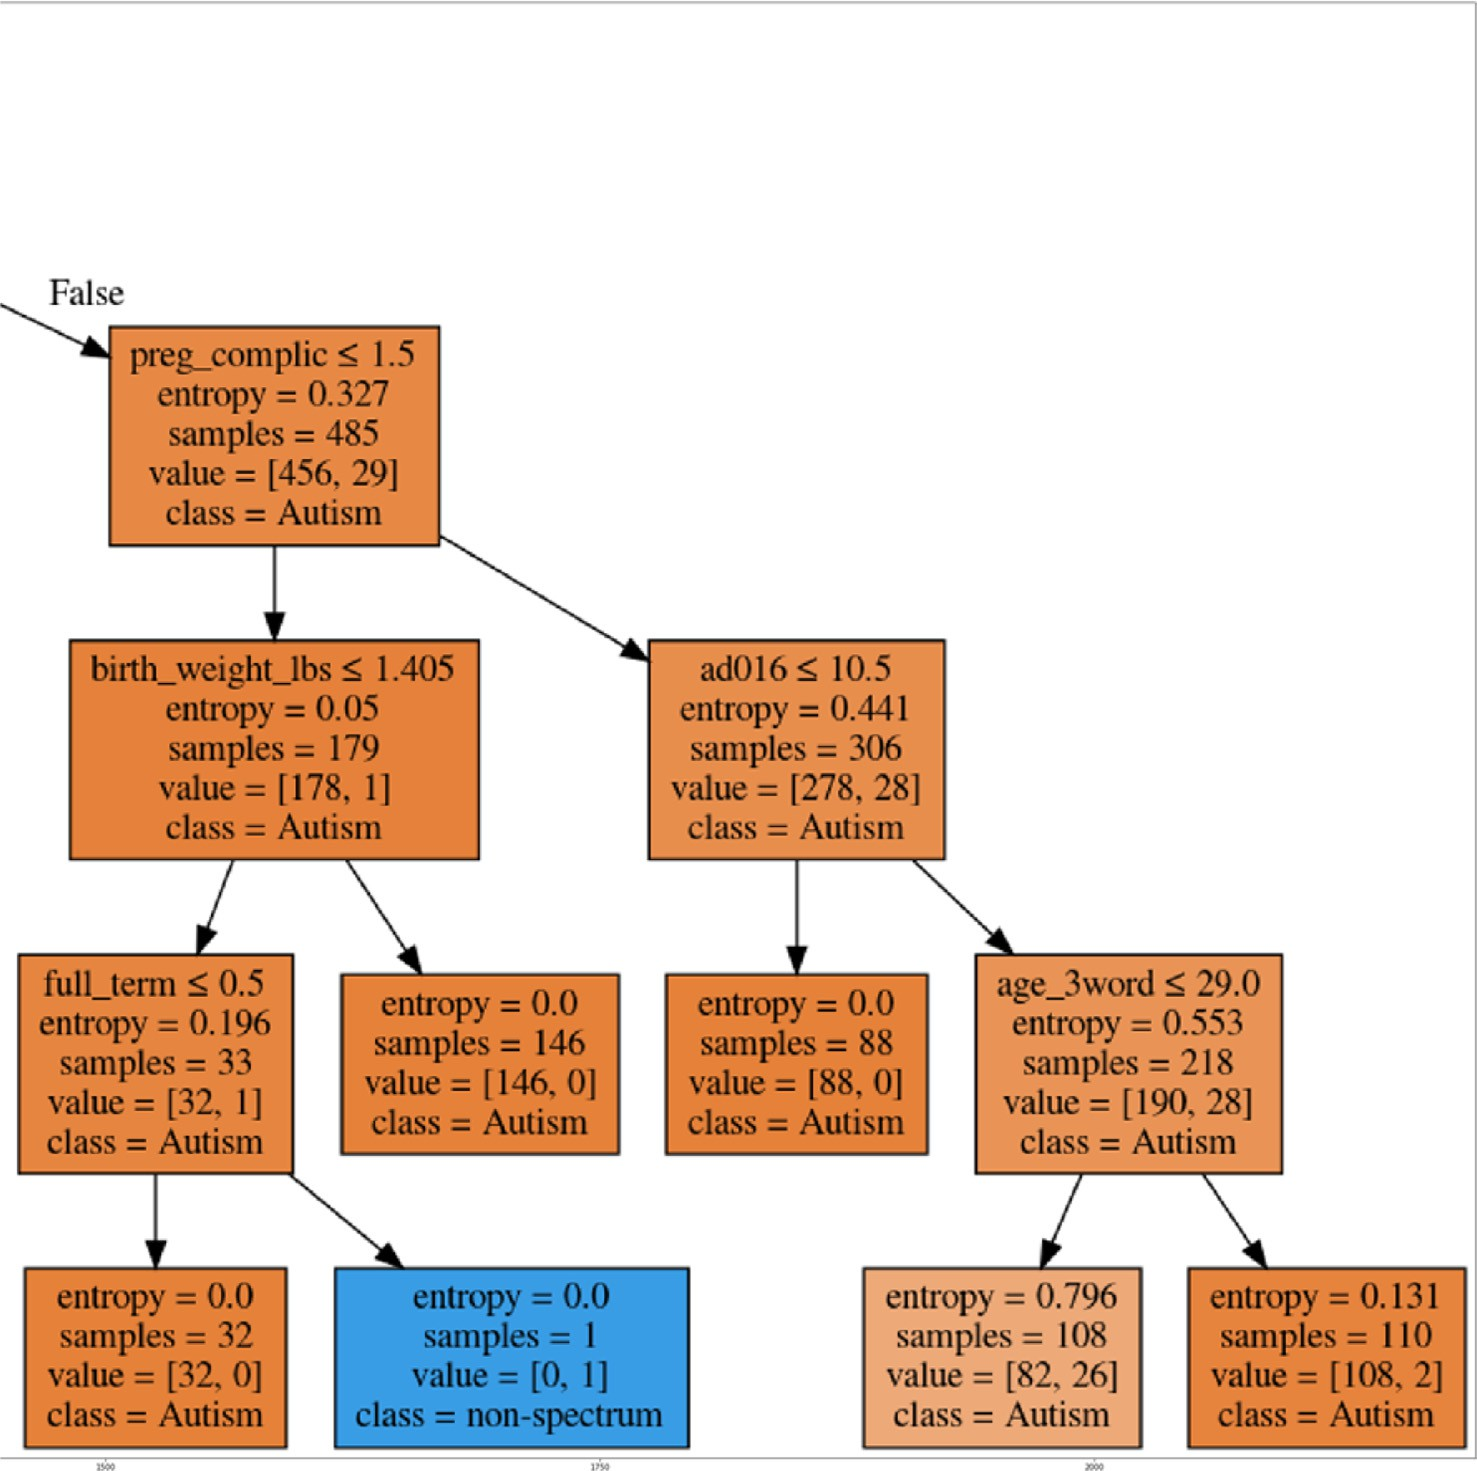 False
preg_complic ≤ 1.5
entropy = 0.327
samples = 485
value = [456, 29]
class = Autism
birth_weight_lbs ≤ 1.405
entropy = 0.05
samples = 179
value = [178, 1]
class = Autism
ad016 ≤ 10.5
entropy = 0.441
samples = 306
value = [278, 28]
class = Autism
full_term ≤ 0.5
entropy = 0.196
samples = 33
value = [32, 1]
class = Autism
entropy = 0.0
samples = 146
value = [146, 0]
class = Autism
entropy = 0.0
samples = 88
value = [88, 0]
class = Autism
age_3word ≤ 29.0
entropy = 0.553
samples = 218
value = [190, 28]
class = Autism
entropy = 0.0
samples = 32
value = [32, 0]
class = Autism
entropy = 0.0
samples = 1
value = [0, 1]
class = non-spectrum
entropy = 0.796
samples = 108
value = [82, 26]
class = Autism
entropy = 0.131
samples = 110
value = [108, 2]
class = Autism
1500
1750
2000